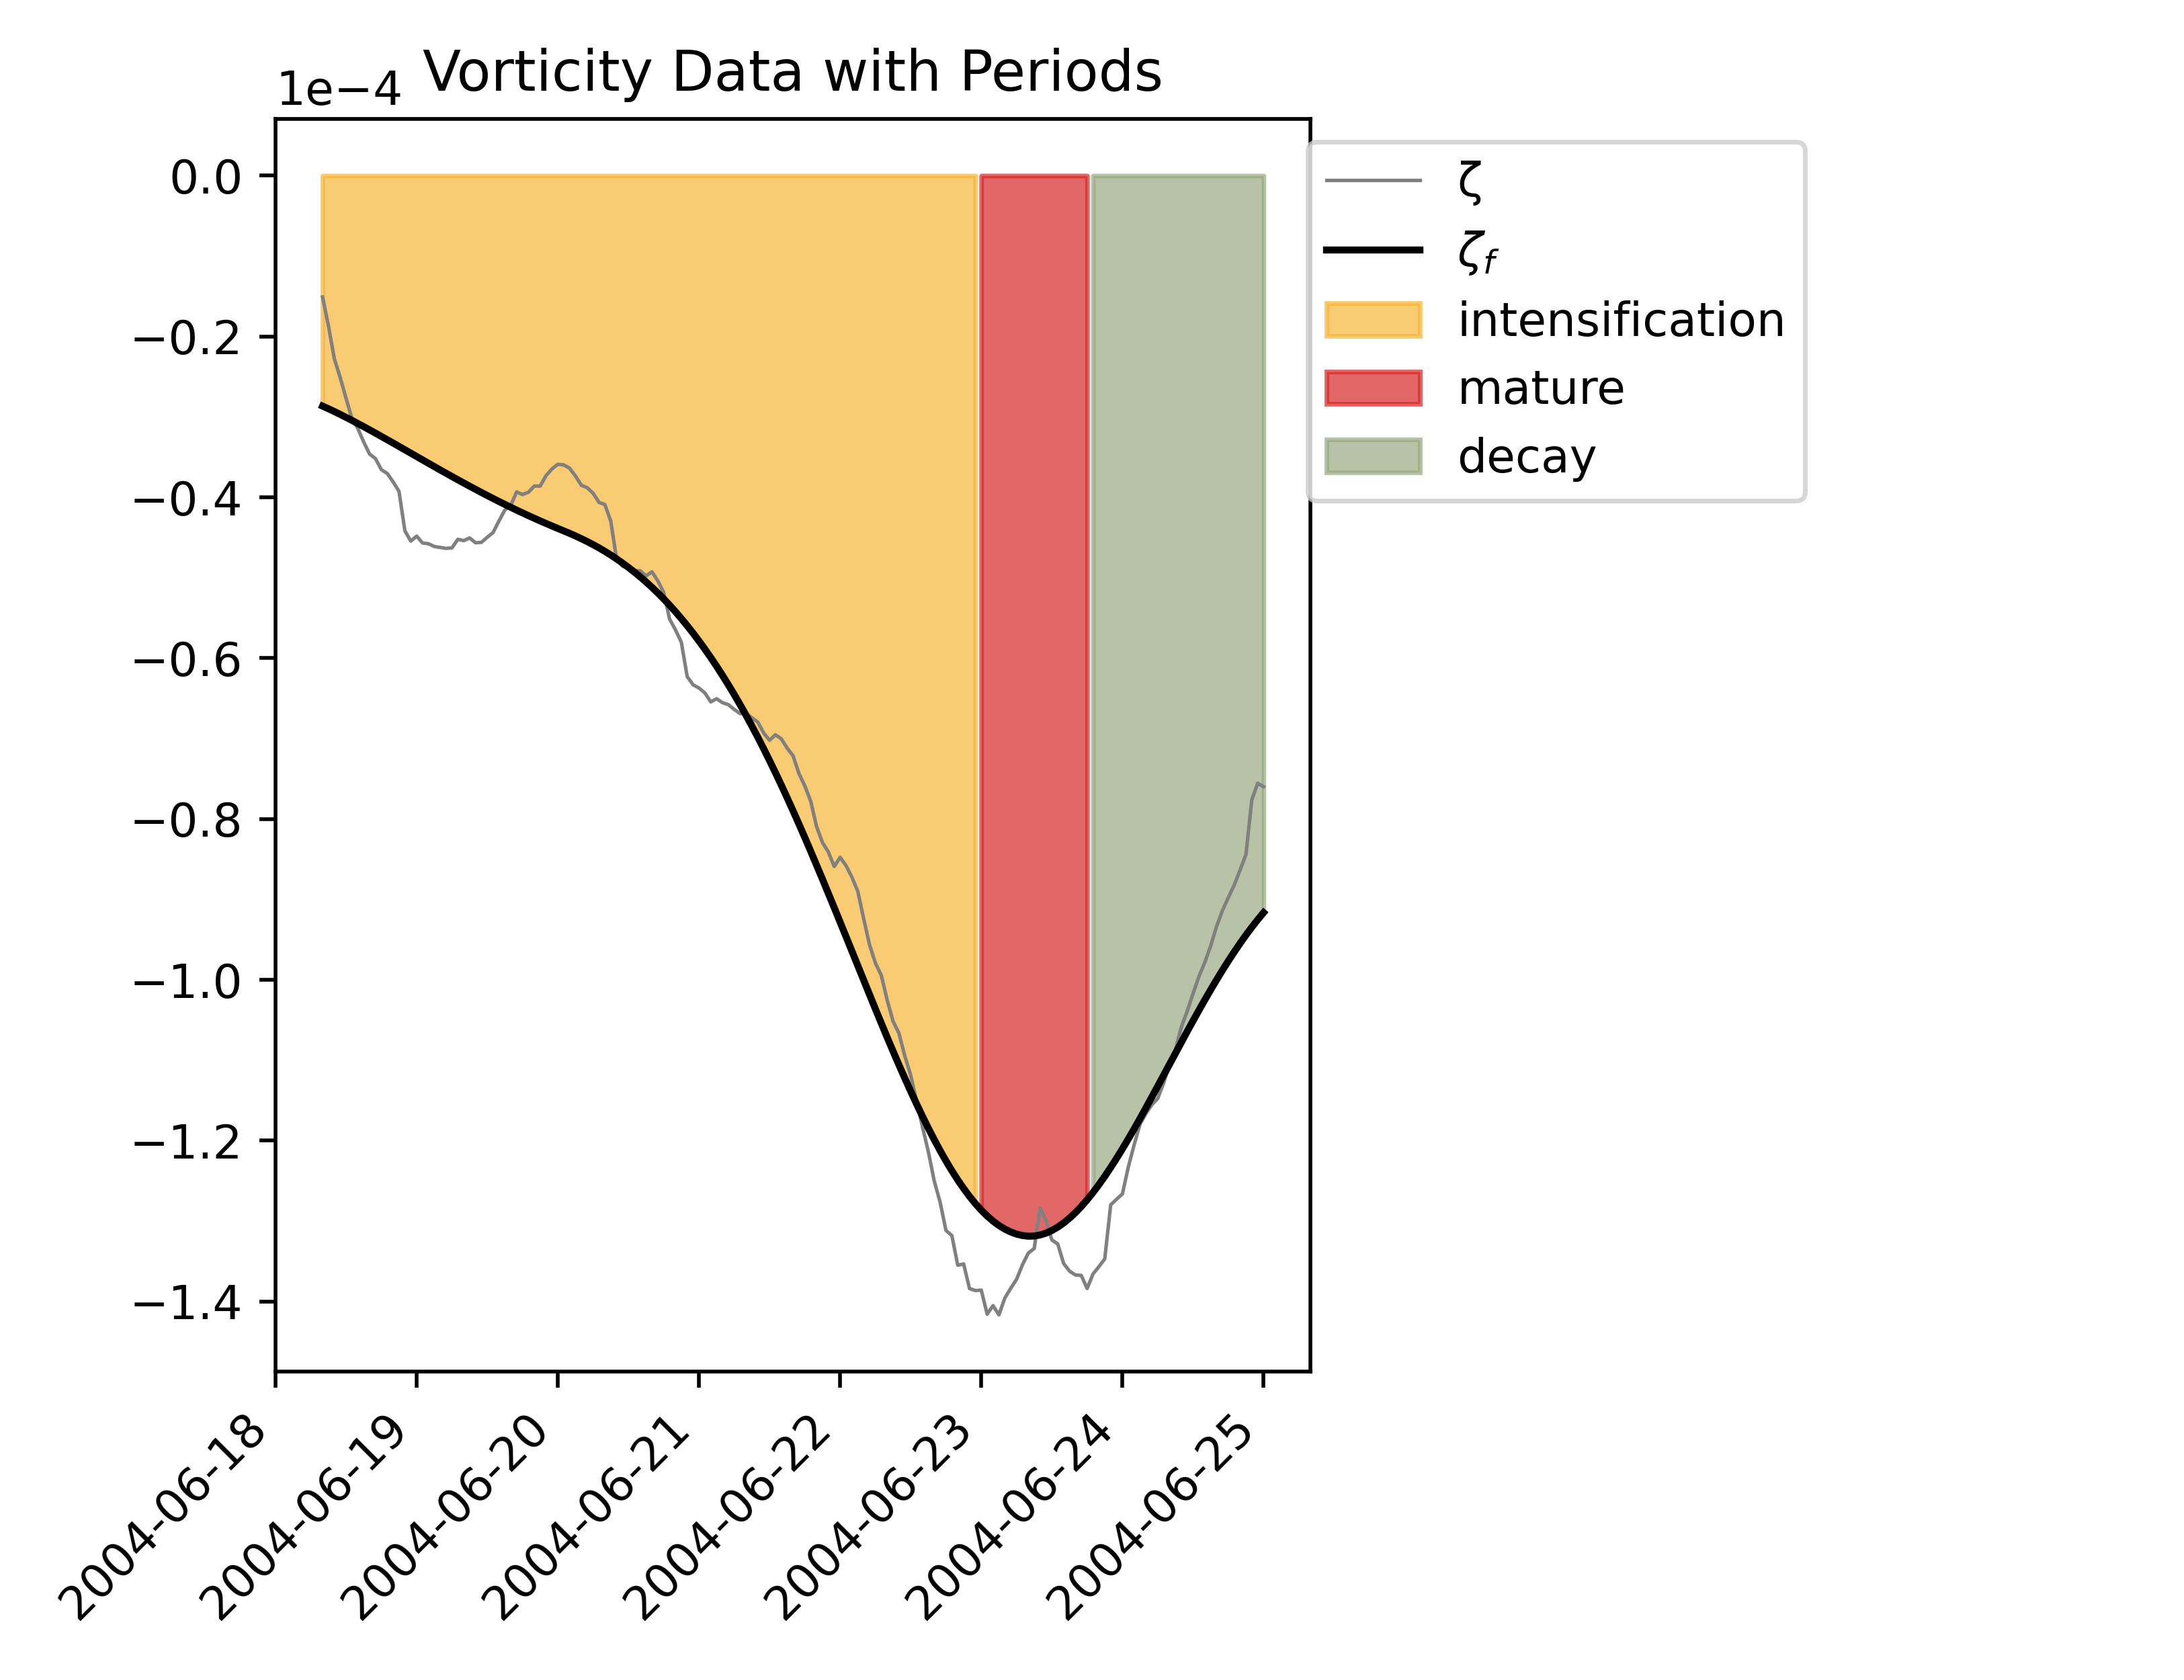 Vorticity Data with Periods
1e−4
0.0
−0.2
−0.4
−0.6
−0.8
−1.0
−1.2
−1.4
2004-06-18
2004-06-19
2004-06-20
2004-06-21
2004-06-22
2004-06-23
2004-06-24
2004-06-25
ζ
ζf
intensification
mature
decay